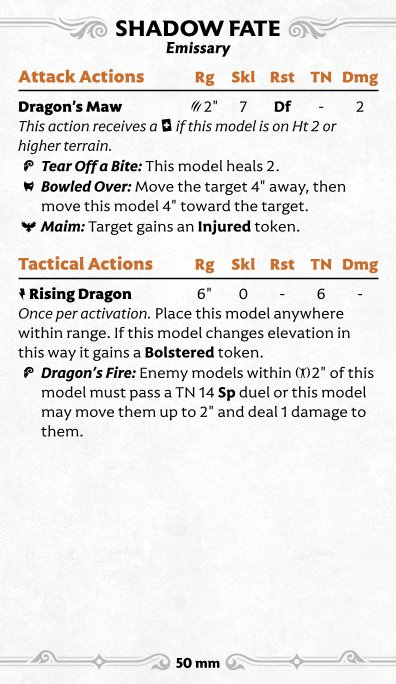 SHADOW FATE
Emissary
Attack Actions Rg Skl Rst TN Dmg
Dragon's Maw 2" 7 Df - 2
This action receives a + if this model is on Ht 2 or
higher terrain.
Tear Off a Bite: This model heals 2.
Bowled Over: Move the target 4" away, then
move this model 4" toward the target.
Maim: Target gains an Injured token.
Tactical Actions Rg Skl Rst TN Dmg
Rising Dragon 6" 0 - 6 -
Once per activation. Place this model anywhere
within range. If this model changes elevation in
this way it gains a Bolstered token.
Dragon's Fire: Enemy models within 2" of this
model must pass a TN 14 Sp duel or this model
may move them up to 2" and deal 1 damage to
them.
50 mm